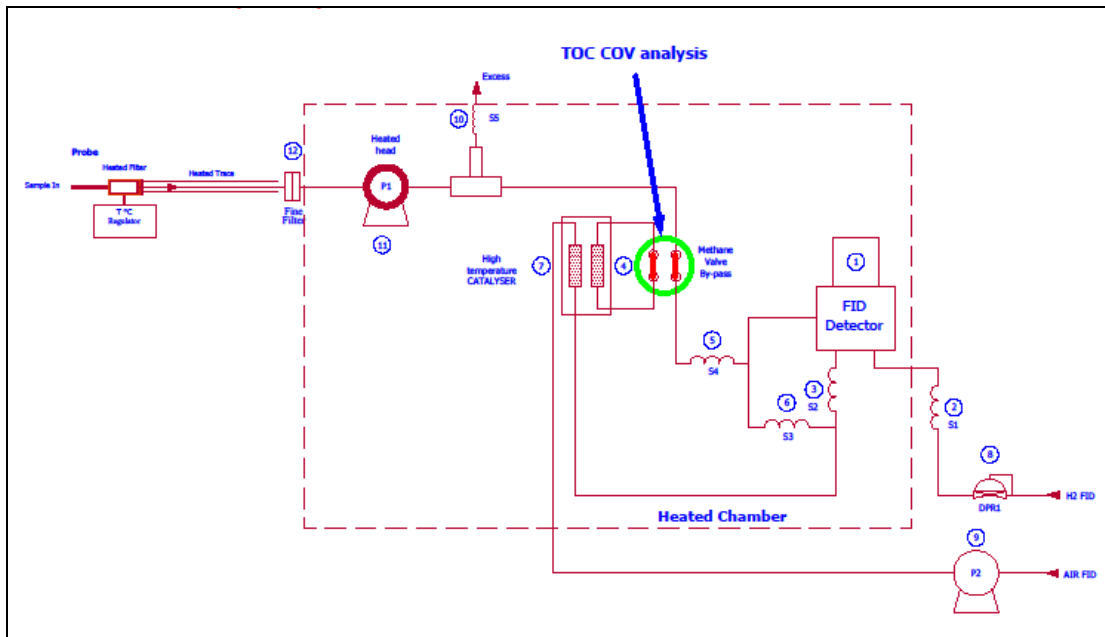 TOC COV analysis
Excess
10
S5
12
Heated
head
Probe
Heated Filter
Heated Trace
Sample In
P1
T °C
Regulator
Fine
Filter
11
High
temperature
CATALYSER
7
4
Methane
Valve
By-pass
1
FID
Detector
5
S4
3
S2
6
S3
2
S1
8
DPR1
H2 FID
Heated Chamber
9
P2
AIR FID